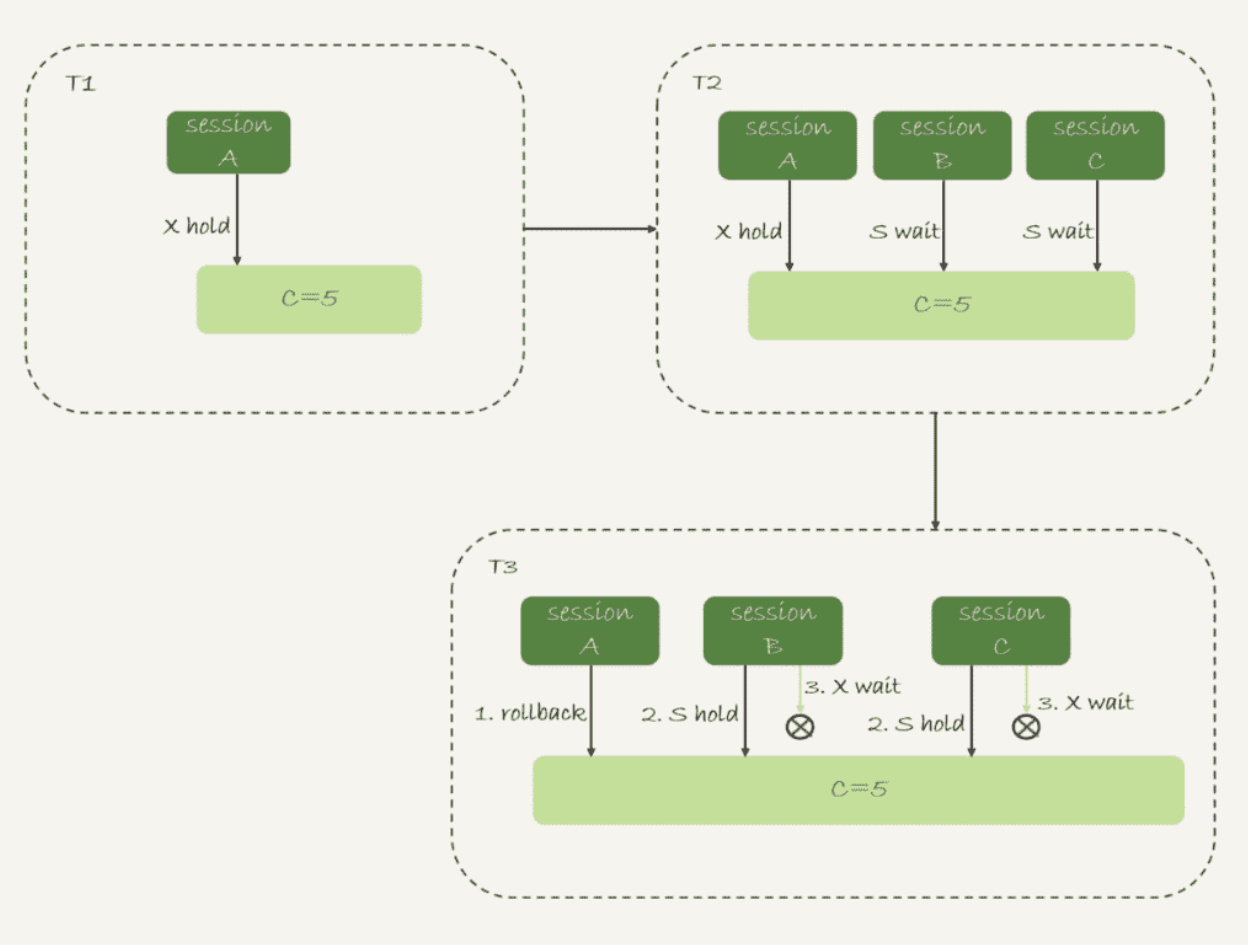 T1
session
A
X hold
C=5
T2
session
A
session
B
session
C
X hold
S wait
S wait
C=5
T3
session
A
session
B
session
C
1. rollback
2. S hold
3. X wait
2. S hold
3. X wait
C=5